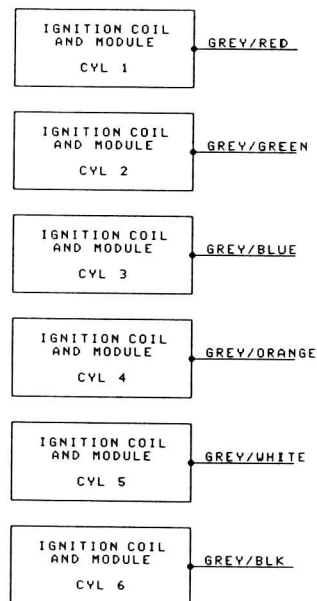 IGNITION COIL
AND MODULE
CYL 1
GREY/RED
IGNITION COIL
AND MODULE
CYL 2
GREY/GREEN
IGNITION COIL
AND MODULE
CYL 3
GREY/BLUE
IGNITION COIL
AND MODULE
CYL 4
GREY/ORANGE
IGNITION COIL
AND MODULE
CYL 5
GREY/WHITE
IGNITION COIL
AND MODULE
CYL 6
GREY/BLK